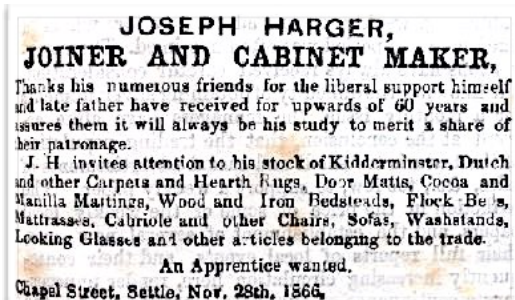 JOSEPH HARGER,
JOINER AND CABINET MAKER,
Thanks his numerous friends for the liberal support himself
and late father have received for upwards of 60 years and
assures them it will always be his study to merit a share of
their patronage.
J. H. invites attention to his stock of Kidderminster, Dutch
and other Carpets and Hearth Rugs, Door Matts, Cocoa and
Manilla Mattings, Wood and Iron Bedsteads, Flock Beds,
Mattrasses, Cabriole and other Chairs, Sofas, Washstands,
Looking Glasses and other articles belonging to the trade.
An Apprentice wanted.
Chapel Street, Settle, Nov. 28th, 1866.